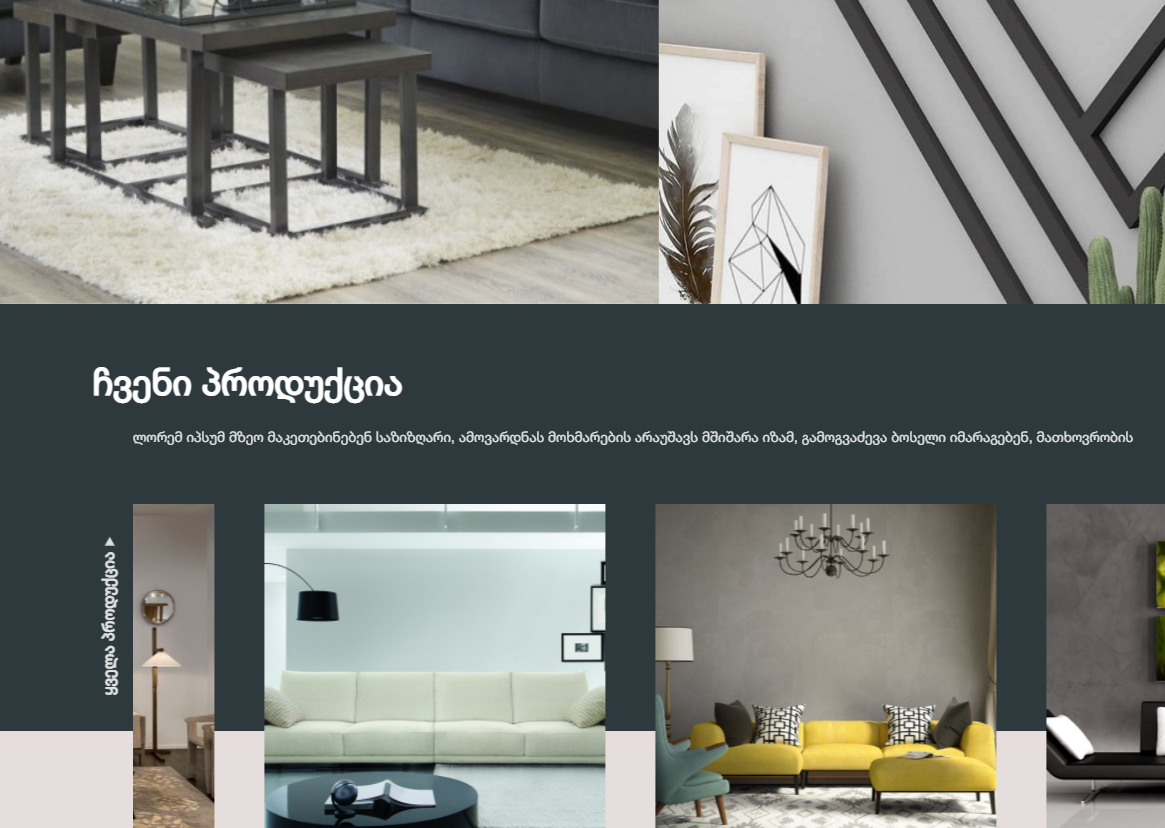 ჩვენი პროდუქცია
ლორემ იპსუმ მზეო მაკეთებინებენ საზიზღარი, ამოვარდნას მოხმარების არაუშავს მშიშარა იზამ, გამოგვაძევა ბოსელი იმარაგებენ, მათხოვრობის
ყველა პროდუქცია